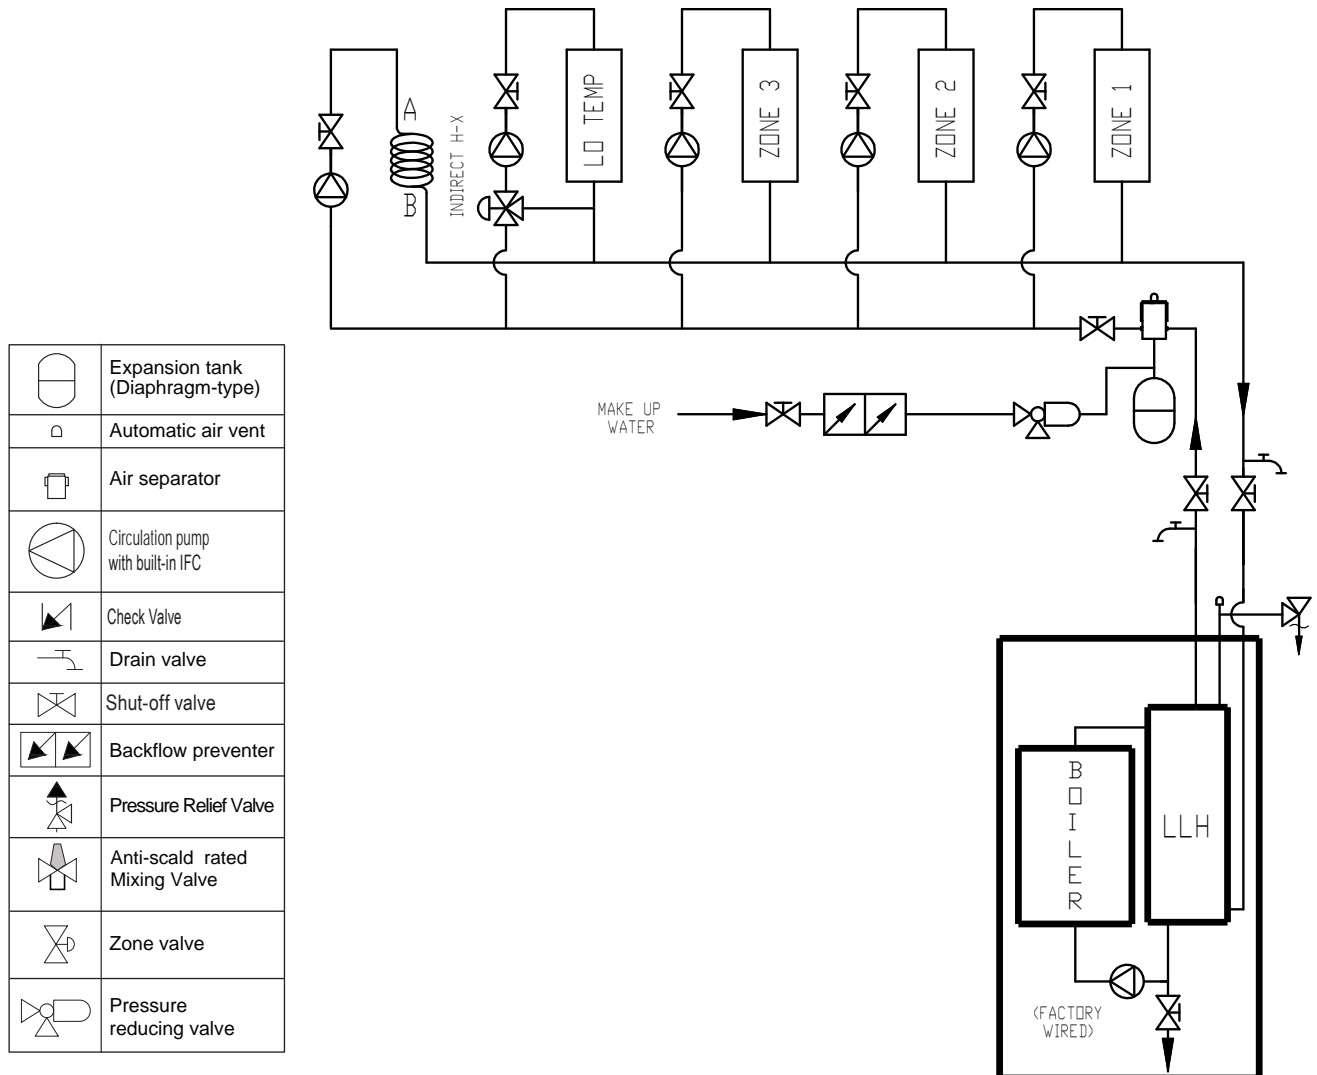 A
B
INDIRECT H-X
LO TEMP
ZONE 3
ZONE 2
ZONE 1
MAKE UP
WATER
Expansion tank
(Diaphragm-type)
Automatic air vent
Air separator
Circulation pump
with built-in IFC
Check Valve
Drain valve
Shut-off valve
Backflow preventer
Pressure Relief Valve
Anti-scald rated
Mixing Valve
Zone valve
Pressure
reducing valve
BOILER
LLH
(FACTORY
WIRED)